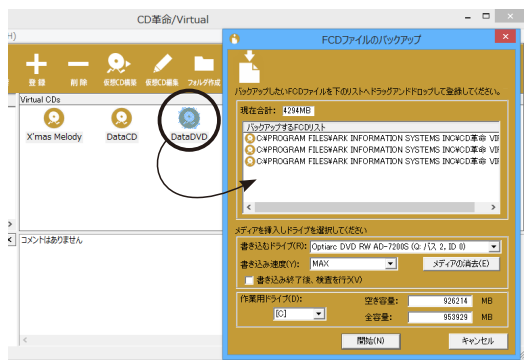 CD革命/Virtual
H)
登録 削除 仮想CD構築 仮想CD編集 フォルダ作成
Virtual CDs
X'mas Melody DataCD DataDVD
コメントはありません
FCDファイルのバックアップ
バックアップしたいFCDファイルを下のリストへドラッグアンドドロップして登録してください。
現在合計: 4294MB
バックアップするFCDリスト
C:¥PROGRAM FILES¥ARK INFORMATION SYSTEMS INC¥CD革命 VIR
C:¥PROGRAM FILES¥ARK INFORMATION SYSTEMS INC¥CD革命 VIR
C:¥PROGRAM FILES¥ARK INFORMATION SYSTEMS INC¥CD革命 VIR
メディアを挿入しドライブを選択してください
書き込むドライブ(R): Optiarc DVD RW AD-7200S (Q: バス 2, ID 0)
書き込み速度(Y): MAX メディアの消去(E)
書き込み終了後、検査を行う(V)
作業用ドライブ(D): 空き容量: 926214 MB
[C] 全容量: 953929 MB
開始(N) キャンセル